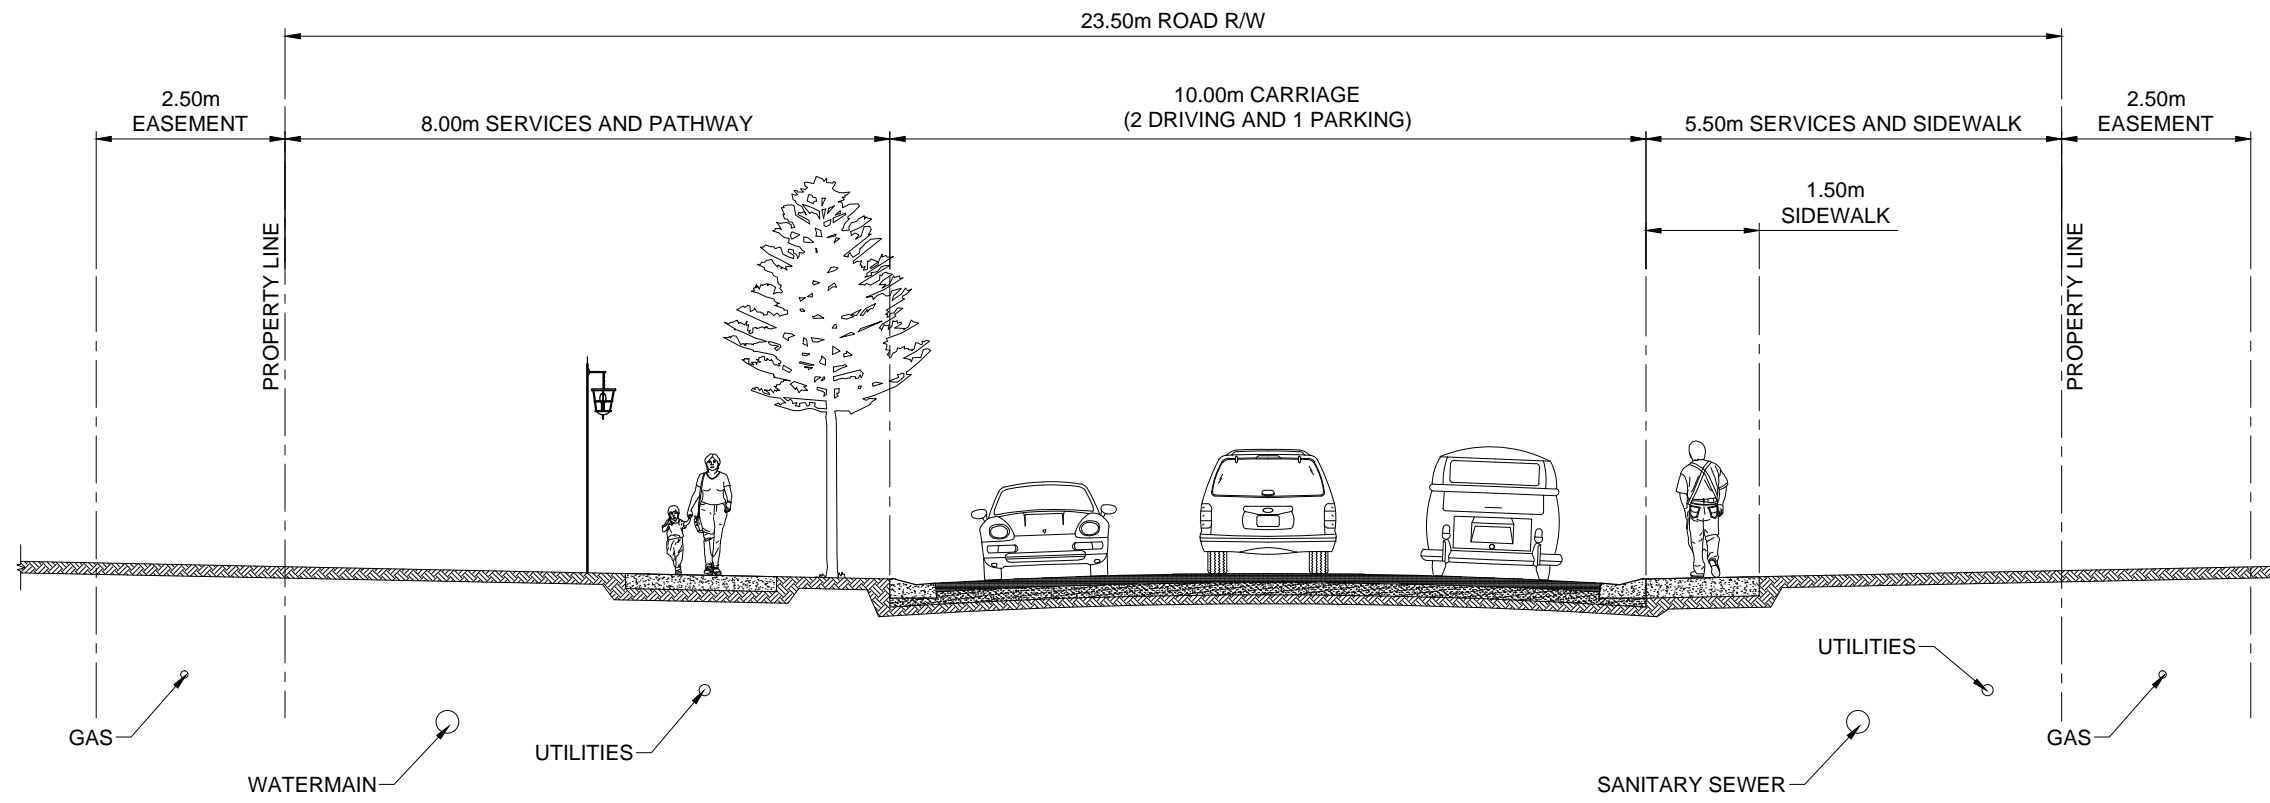 23.50m ROAD R/W
2.50m
EASEMENT
8.00m SERVICES AND PATHWAY
10.00m CARRIAGE
(2 DRIVING AND 1 PARKING)
5.50m SERVICES AND SIDEWALK
2.50m
EASEMENT
1.50m
SIDEWALK
PROPERTY LINE
PROPERTY LINE
UTILITIES
GAS
WATERMAIN
UTILITIES
SANITARY SEWER
GAS